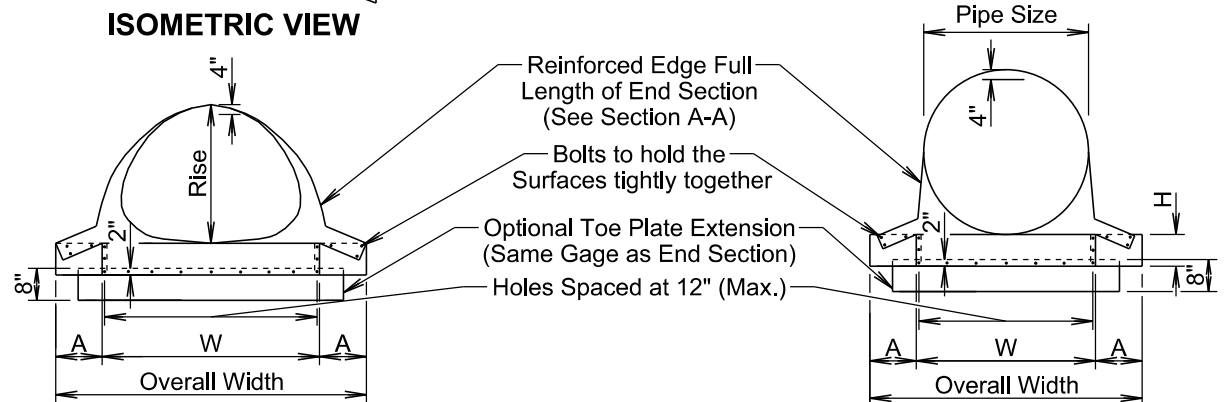 ISOMETRIC VIEW
Pipe Size
4"
Reinforced Edge Full
Length of End Section
(See Section A-A)
4"
Rise
Bolts to hold the
Surfaces tightly together
H
2"
Optional Toe Plate Extension
(Same Gage as End Section)
2"
8"
Holes Spaced at 12" (Max.)
8"
A
W
A
A
W
A
Overall Width
Overall Width